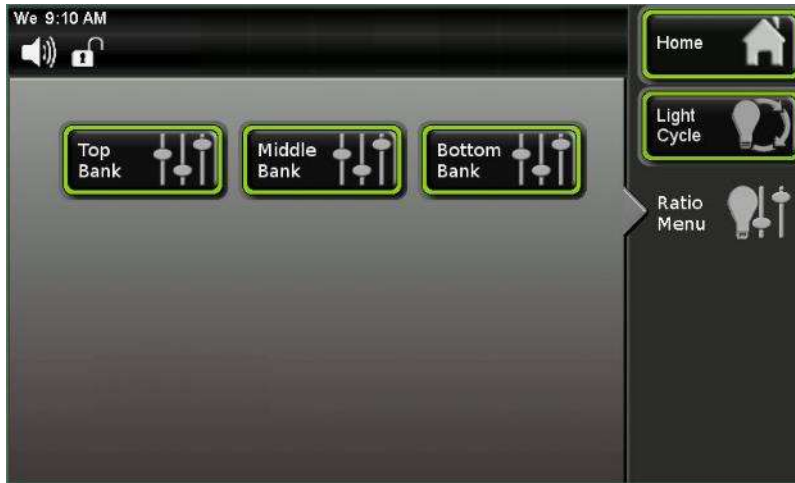 We 9:10 AM
Home
Light
Cycle
Top
Bank
Middle
Bank
Bottom
Bank
Ratio
Menu